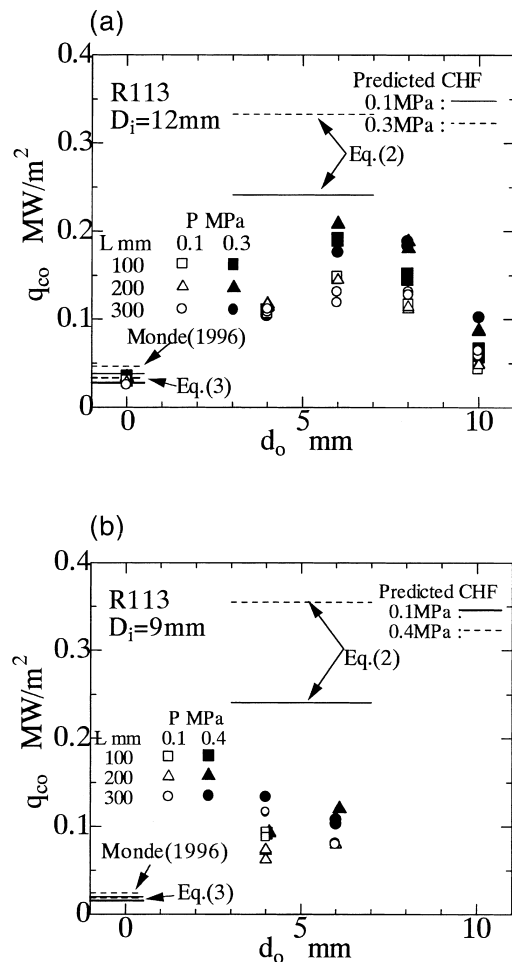 (a)
0.4
0.3
0.2
0.1
0
q_co MW/m²
R113
D_i=12mm
Predicted CHF
0.1MPa :
0.3MPa :
Eq.(2)
P MPa
L mm 0.1 0.3
100
200
300
Monde(1996)
Eq.(3)
0 5 10
d_o mm
(b)
0.4
0.3
0.2
0.1
0
q_co MW/m²
R113
D_i=9mm
Predicted CHF
0.1MPa :
0.4MPa :
Eq.(2)
P MPa
L mm 0.1 0.4
100
200
300
Monde(1996)
Eq.(3)
0 5 10
d_o mm